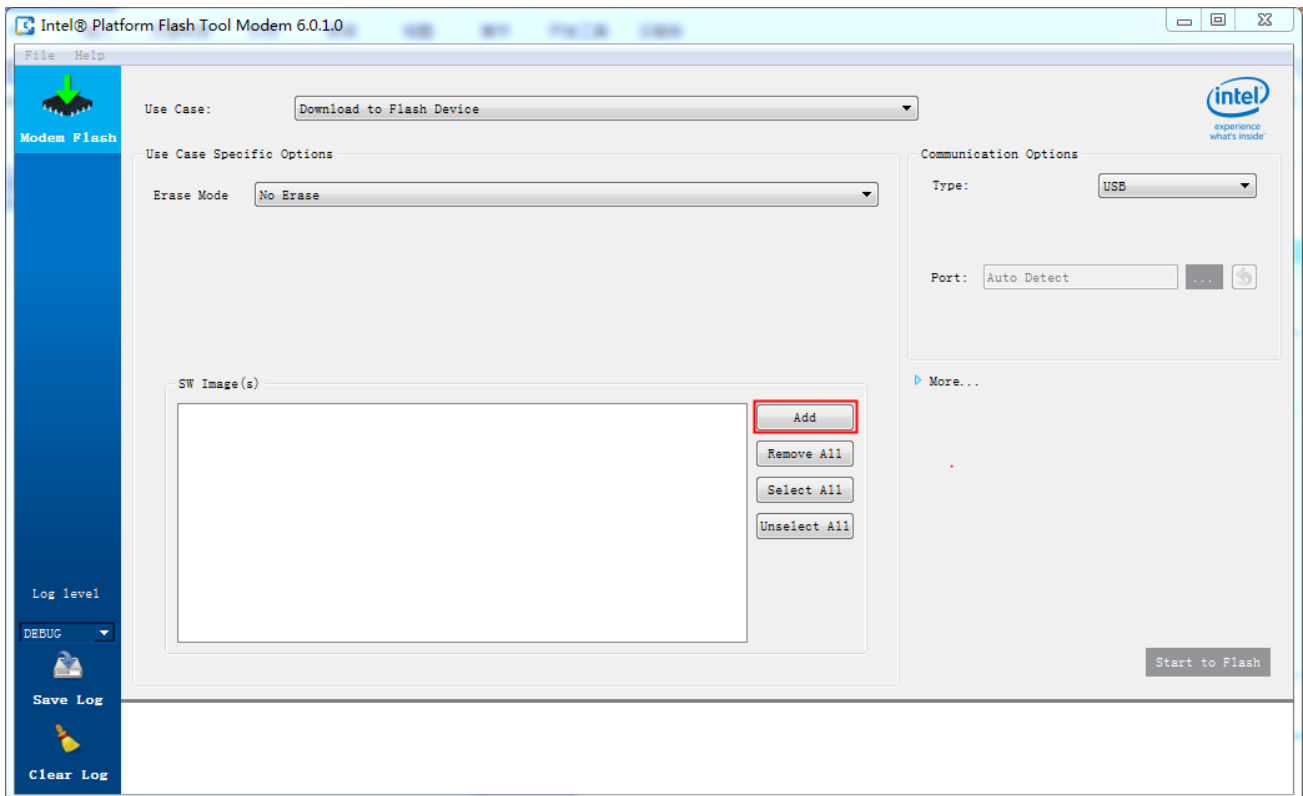 Intel® Platform Flash Tool Modem 6.0.1.0
File Help
Modem Flash
Use Case: Download to Flash Device
intel
experience
what's inside™
Use Case Specific Options
Erase Mode No Erase
Communication Options
Type: USB
Port: Auto Detect ...
SW Image(s)
Add
Remove All
Select All
Unselect All
More...
Log level
DEBUG
Save Log
Clear Log
Start to Flash